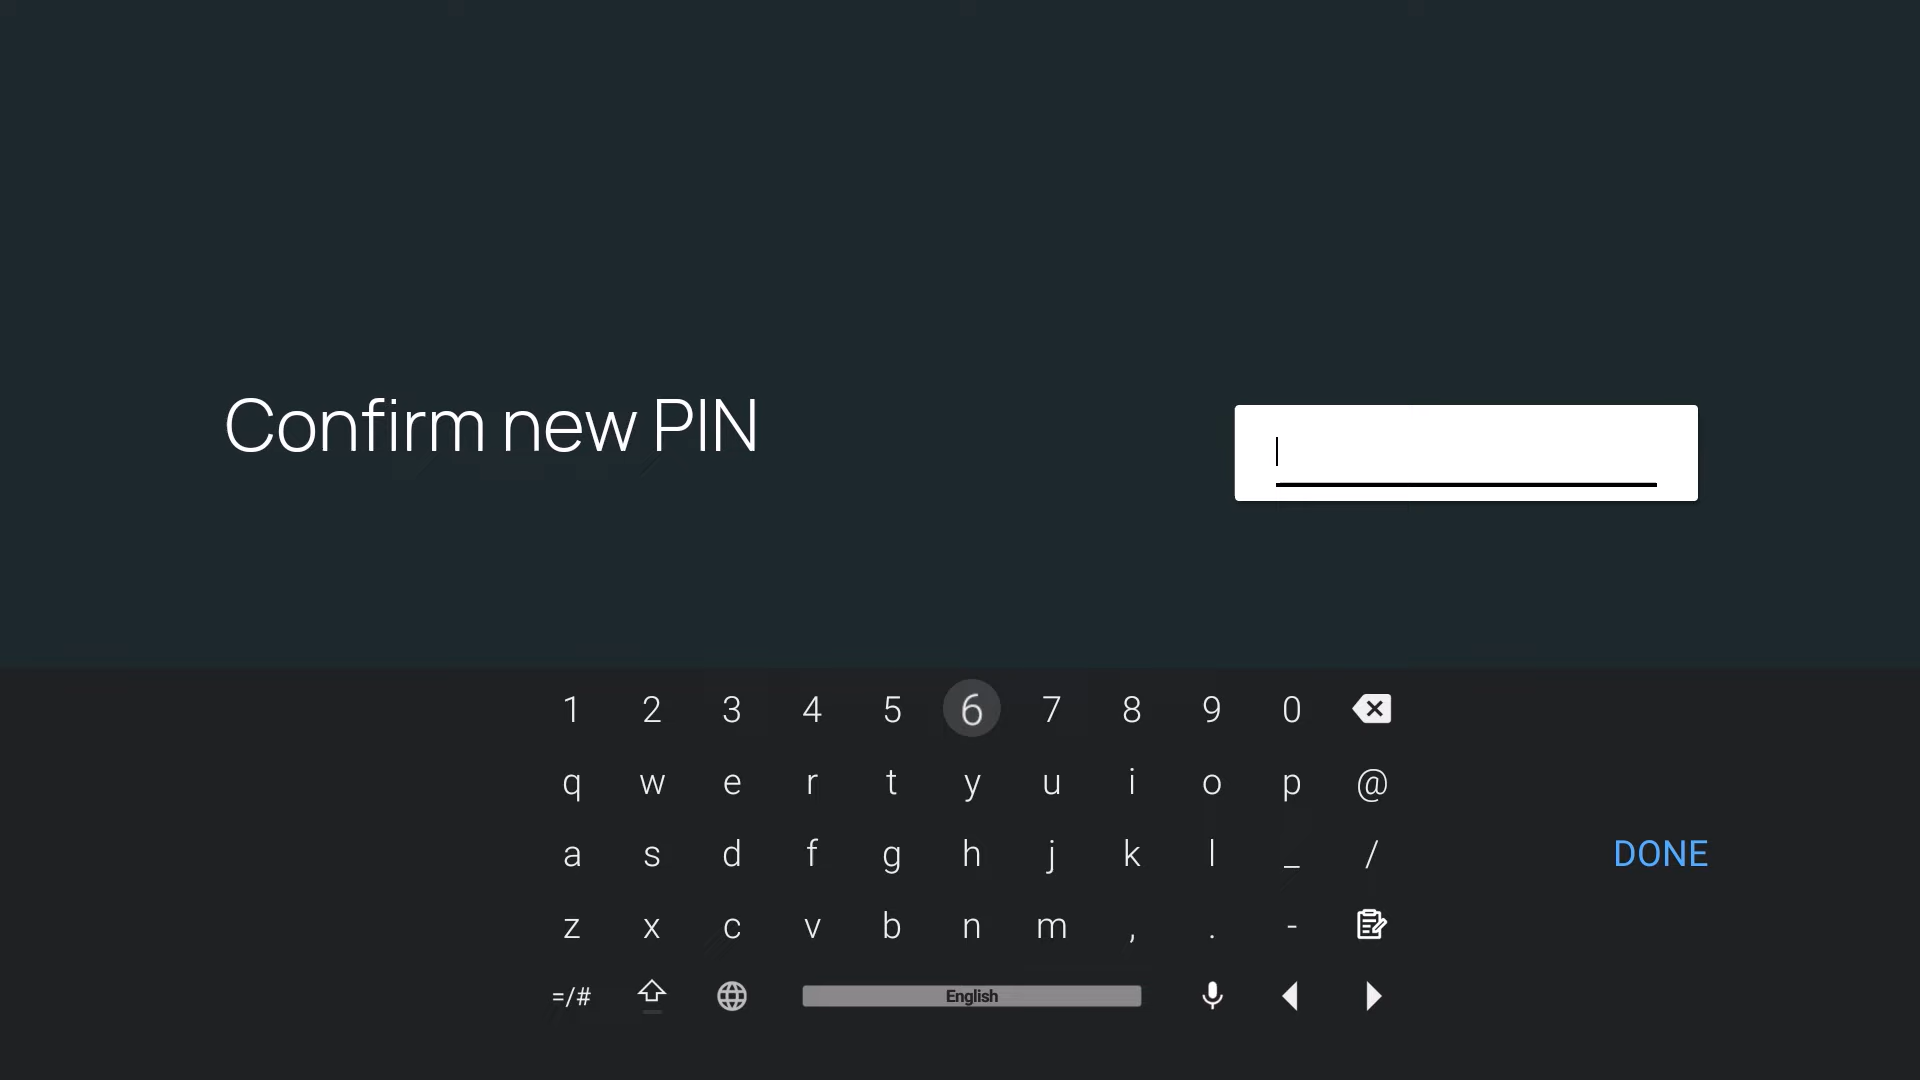 Confirm new PIN
1 2 3 4 5 6 7 8 9 0
q w e r t y u i o p @
a s d f g h j k l _ /
DONE
z x c v b n m , . -
=/# English